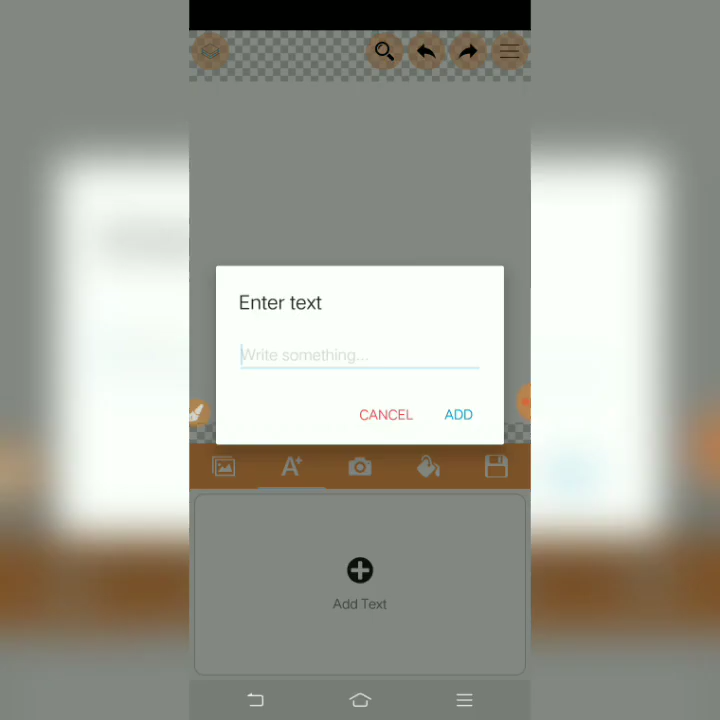 Enter text
Write something...
CANCEL ADD
A+
Add Text